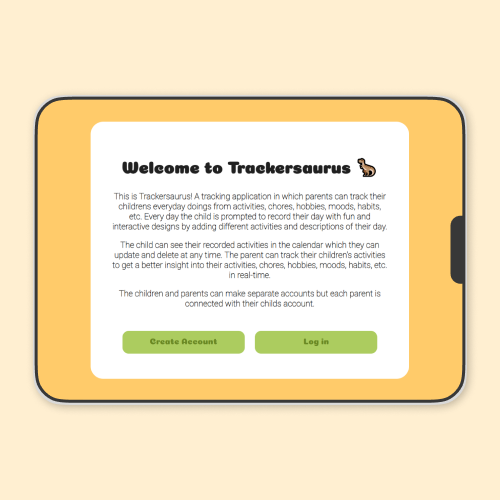 Welcome to Trackersaurus
This is Trackersaurus! A tracking application in which parents can track their
childrens everyday doings from activities, chores, hobbies, moods, habits,
etc. Every day the child is prompted to record their day with fun and
interactive designs by adding different activities and descriptions of their day.
The child can see their recorded activities in the calendar which they can
update and delete at any time. The parent can track their children's activities
to get a better insight into their activities, chores, hobbies, moods, habits, etc.
in real-time.
The children and parents can make separate accounts but each parent is
connected with their childs account.
Create Account
Log in